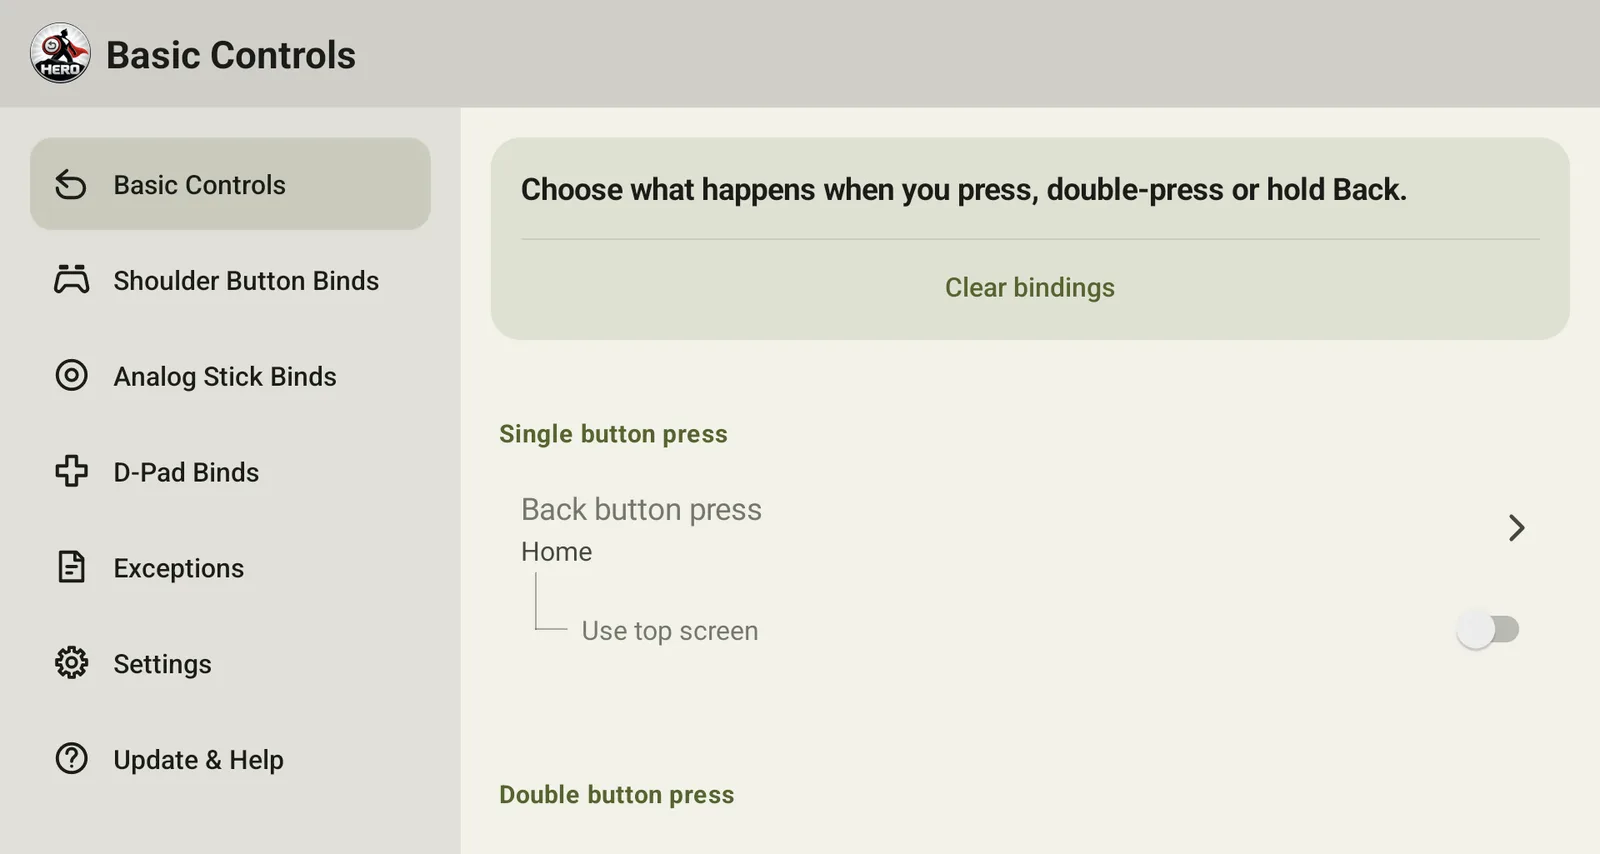 HERO
Basic Controls
Basic Controls
Shoulder Button Binds
Analog Stick Binds
D-Pad Binds
Exceptions
Settings
Update & Help
Choose what happens when you press, double-press or hold Back.
Clear bindings
Single button press
Back button press
Home
Use top screen
Double button press